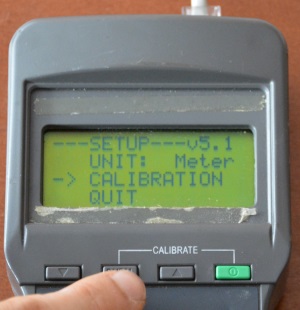 ---SETUP---v5.1
UNIT: Meter
-> CALIBRATION
QUIT
CALIBRATE